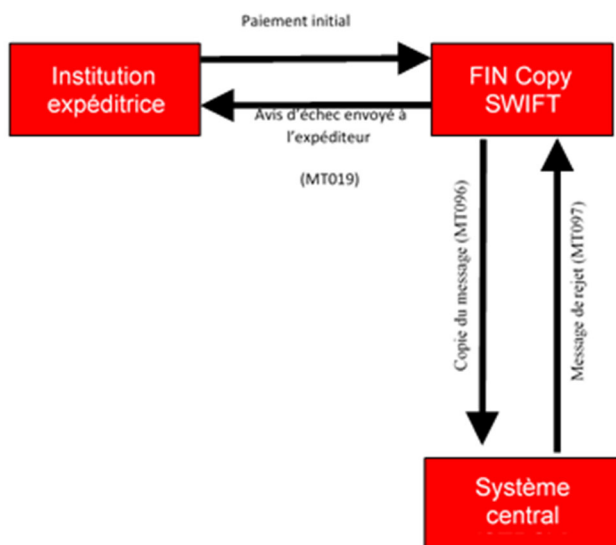 Paiement initial
Institution
expéditrice
FIN Copy
SWIFT
Avis d'échec envoyé à
l'expéditeur
(MT019)
Copie du message (MT096)
Message de rejet (MT097)
Système
central